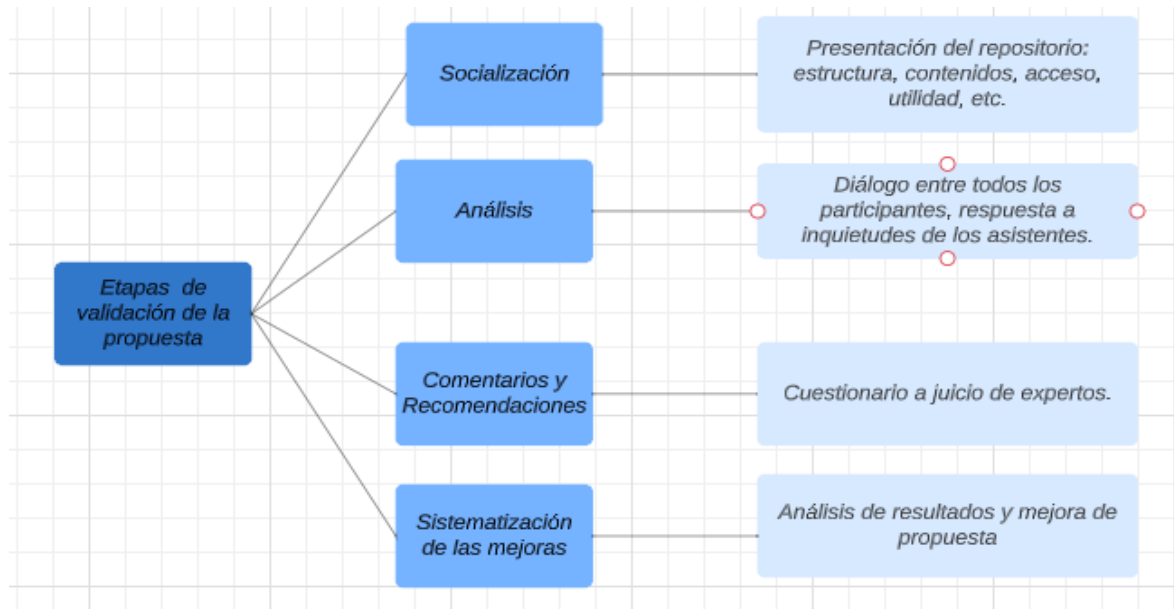 Socialización
Presentación del repositorio:
estructura, contenidos, acceso,
utilidad, etc.
Análisis
Diálogo entre todos los
participantes, respuesta a
inquietudes de los asistentes.
Etapas de
validación de la
propuesta
Comentarios y
Recomendaciones
Cuestionario a juicio de expertos.
Sistematización
de las mejoras
Análisis de resultados y mejora de
propuesta